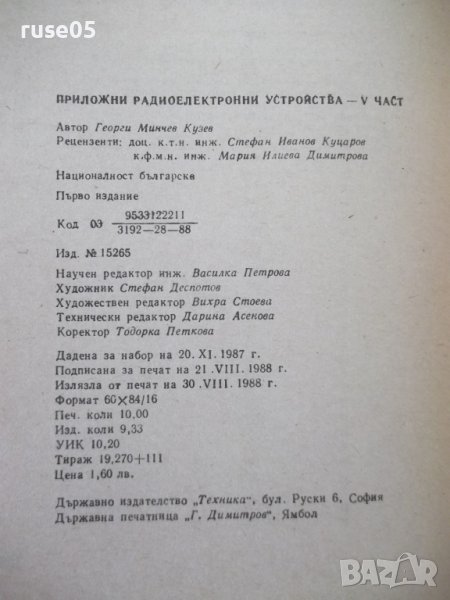 ruse05
ПРИЛОЖНИ РАДИОЕЛЕКТРОННИ УСТРОЙСТВА — V ЧАСТ
Автор Георги Минчев Кузев
Рецензенти: доц. к.т.н. инж. Стефан Иванов Куцаров
к.ф.м.н. инж. Мария Илиева Димитрова
Националност българска
Първо издание
Код 03 9533122211
3192—28—88
Изд. № 15265
Научен редактор инж. Василка Петрова
Художник Стефан Деспотов
Художествен редактор Вихра Стоева
Технически редактор Дарина Асенова
Коректор Тодорка Петкова
Дадена за набор на 20. XI. 1987 г.
Подписана за печат на 21.VIII. 1988 г.
Излязла от печат на 30.VIII. 1988 г.
Формат 60×84/16
Печ. коли 10,00
Изд. коли 9,33
УИК 10,20
Тираж 19,270+111
Цена 1,60 лв.
Държавно издателство „Техника“, бул. Руски 6, София
Държавна печатница „Г. Димитров“, Ямбол
BAZAR
.bg